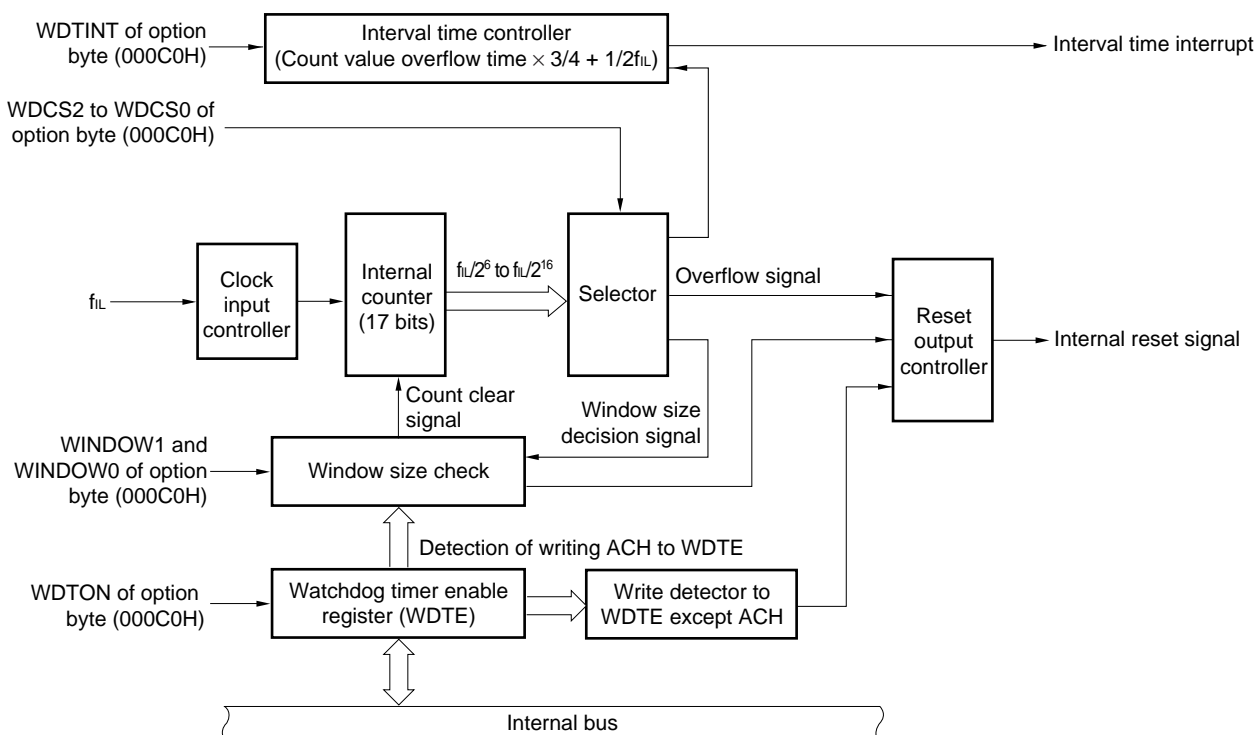 WDTINT of option
byte (000C0H)
Interval time controller
(Count value overflow time × 3/4 + 1/2fIL)
Interval time interrupt
WDCS2 to WDCS0 of
option byte (000C0H)
fIL
Clock
input
controller
Internal
counter
(17 bits)
fIL/2⁶ to fIL/2¹⁶
Selector
Overflow signal
Reset
output
controller
Internal reset signal
Count clear
signal
Window size
decision signal
WINDOW1 and
WINDOW0 of option
byte (000C0H)
Window size check
Detection of writing ACH to WDTE
WDTON of option
byte (000C0H)
Watchdog timer enable
register (WDTE)
Write detector to
WDTE except ACH
Internal bus